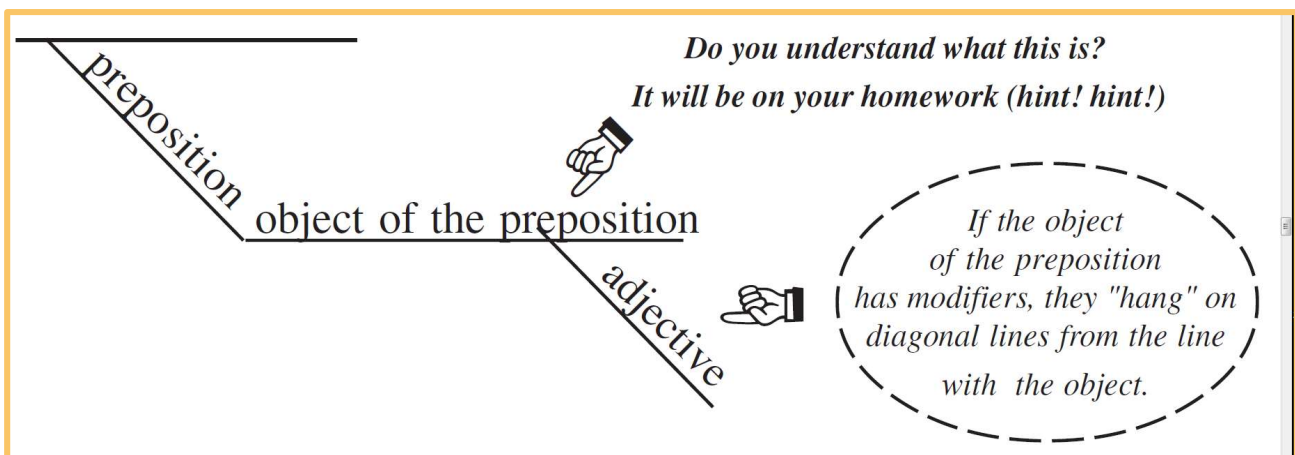 Do you understand what this is?
It will be on your homework (hint! hint!)
preposition
object of the preposition
adjective
If the object
of the preposition
has modifiers, they "hang" on
diagonal lines from the line
with the object.